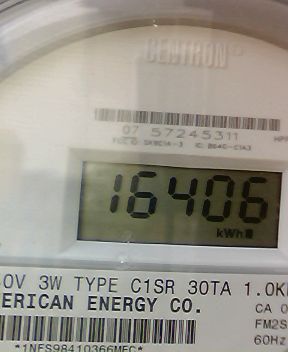 CENTRON
07 57245311
16406
kWh
0V 3W TYPE C1SR 30TA 1.0K
ERICAN ENERGY CO.
CA 0
FM2S
60Hz
*1NFS98410366MEC*